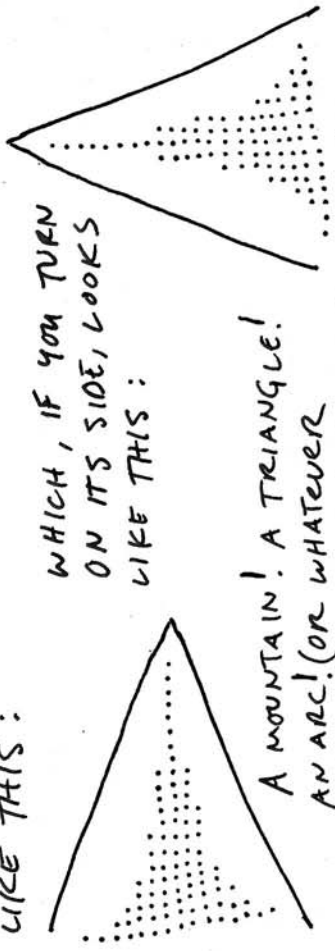 LIKE THIS:
WHICH, IF YOU TURN
ON ITS SIDE, LOOKS
LIKE THIS:
A MOUNTAIN! A TRIANGLE!
AN ARC! (OR WHATEVER